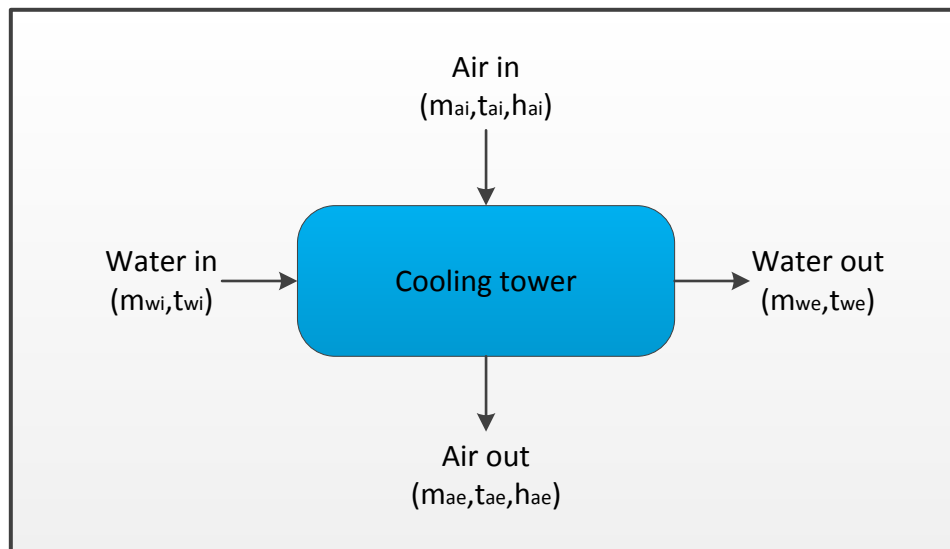 Air in
(mai,tai,hai)
Water in
(mwi,twi)
Cooling tower
Water out
(mwe,twe)
Air out
(mae,tae,hae)